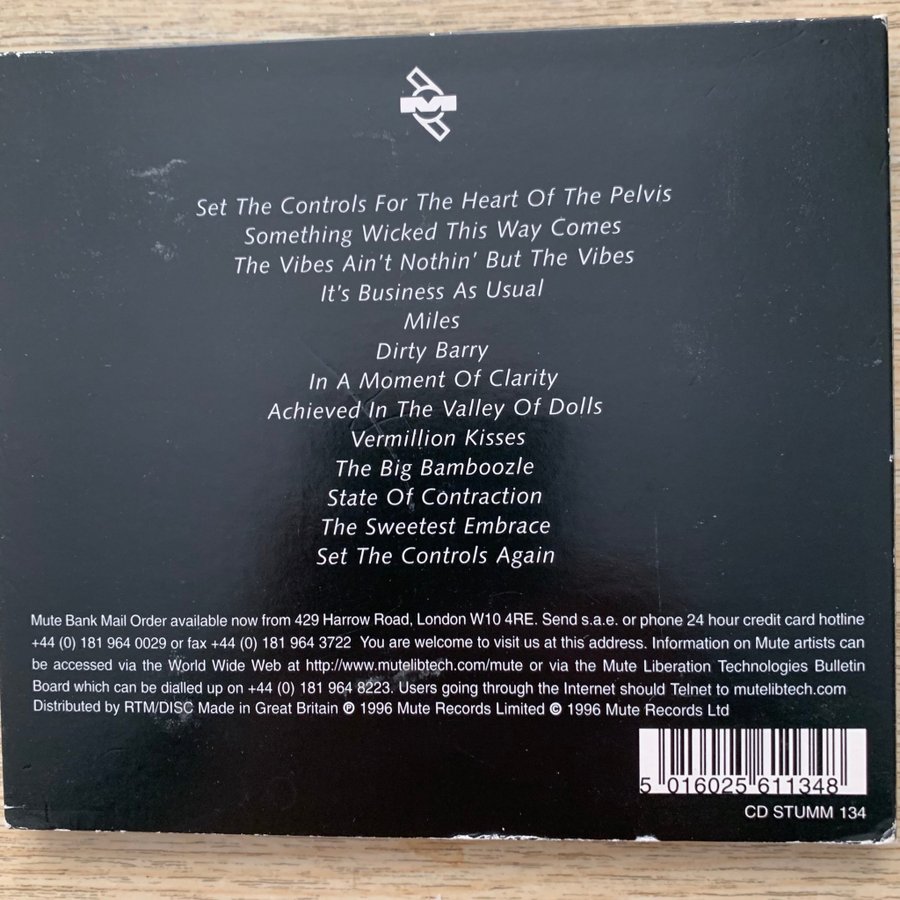 M
Set The Controls For The Heart Of The Pelvis
Something Wicked This Way Comes
The Vibes Ain't Nothin' But The Vibes
It's Business As Usual
Miles
Dirty Barry
In A Moment Of Clarity
Achieved In The Valley Of Dolls
Vermillion Kisses
The Big Bamboozle
State Of Contraction
The Sweetest Embrace
Set The Controls Again
Mute Bank Mail Order available now from 429 Harrow Road, London W10 4RE. Send s.a.e. or phone 24 hour credit card hotline
+44 (0) 181 964 0029 or fax +44 (0) 181 964 3722 You are welcome to visit us at this address. Information on Mute artists can
be accessed via the World Wide Web at http://www.mutelibtech.com/mute or via the Mute Liberation Technologies Bulletin
Board which can be dialled up on +44 (0) 181 964 8223. Users going through the Internet should Telnet to mutelibtech.com
Distributed by RTM/DISC Made in Great Britain ℗ 1996 Mute Records Limited © 1996 Mute Records Ltd
5 016025 611348
CD STUMM 134